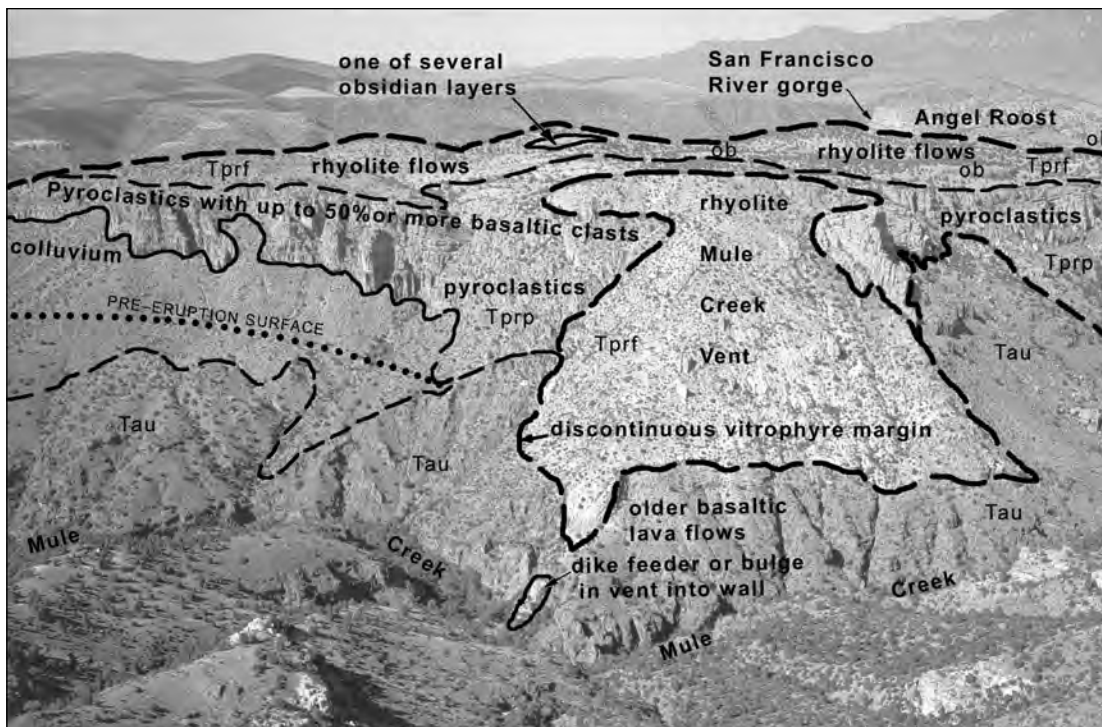 one of several
obsidian layers
San Francisco
River gorge
Angel Roost
ob
rhyolite flows
Tprf
ob
rhyolite flows
ob
Tprf
Pyroclastics with up to 50% or more basaltic clasts
rhyolite
pyroclastics
colluvium
Mule
Tprp
pyroclastics
Tprp
PRE-ERUPTION SURFACE
Creek
Tprf
Vent
Tau
Tau
discontinuous vitrophyre margin
Tau
older basaltic
lava flows
Tau
Mule
Creek
dike feeder or bulge
in vent into wall
Creek
Mule